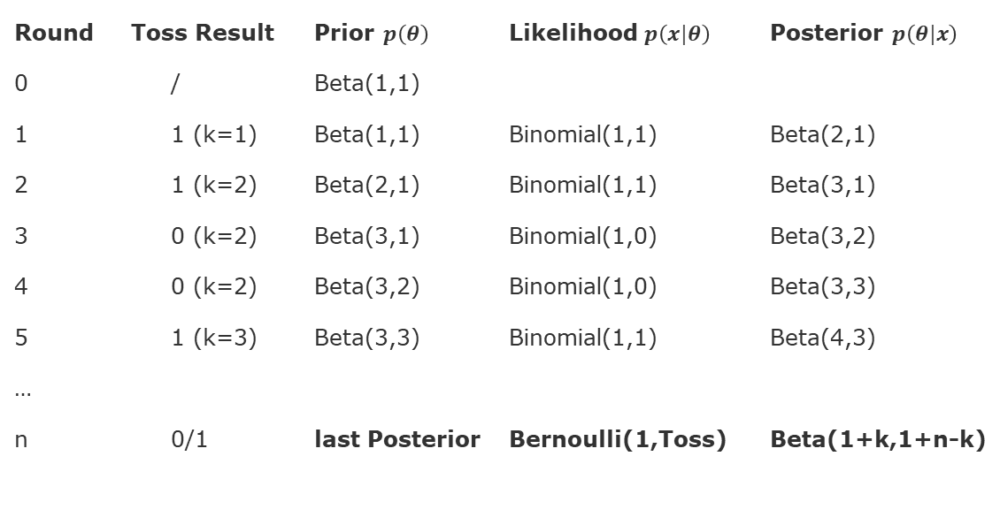 Round Toss Result Prior 𝒑(𝜽) Likelihood 𝒑(𝒙|𝜽) Posterior 𝒑(𝜽|𝒙)
0 / Beta(1,1)
1 1 (k=1) Beta(1,1) Binomial(1,1) Beta(2,1)
2 1 (k=2) Beta(2,1) Binomial(1,1) Beta(3,1)
3 0 (k=2) Beta(3,1) Binomial(1,0) Beta(3,2)
4 0 (k=2) Beta(3,2) Binomial(1,0) Beta(3,3)
5 1 (k=3) Beta(3,3) Binomial(1,1) Beta(4,3)
...
n 0/1 last Posterior Bernoulli(1,Toss) Beta(1+k,1+n-k)